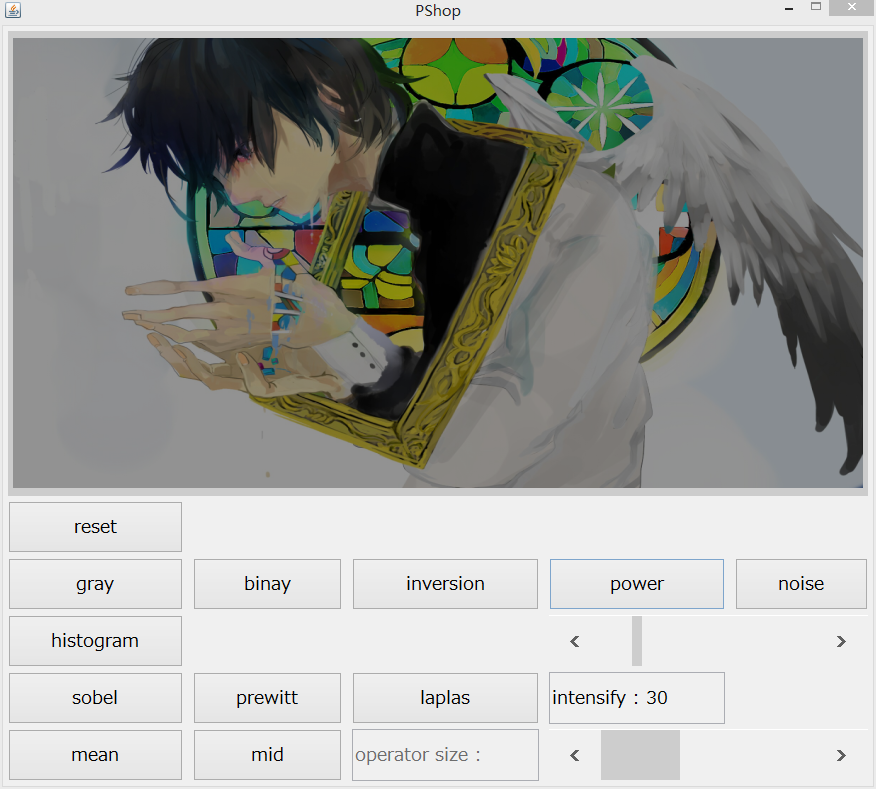 PShop
reset
gray
binay
inversion
power
noise
histogram
sobel
prewitt
laplas
intensify : 30
mean
mid
operator size :